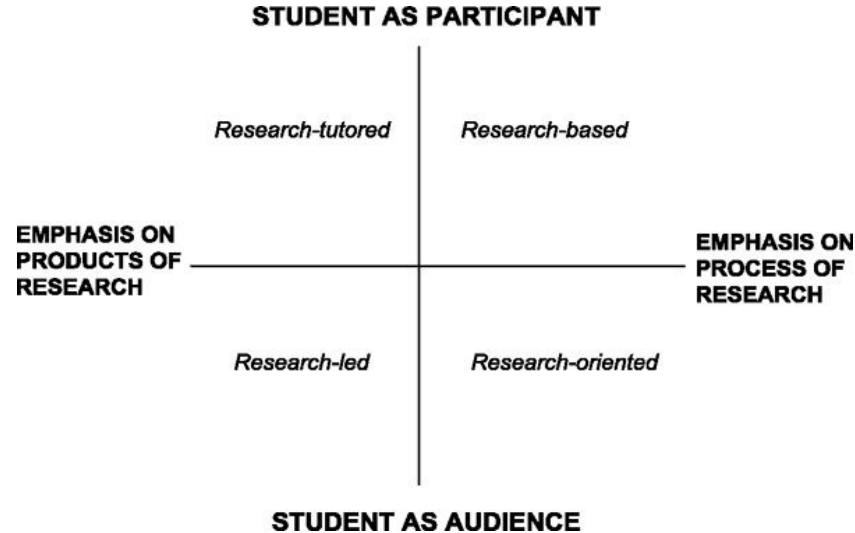 STUDENT AS PARTICIPANT
Research-tutored
Research-based
EMPHASIS ON
PRODUCTS OF
RESEARCH
EMPHASIS ON
PROCESS OF
RESEARCH
Research-led
Research-oriented
STUDENT AS AUDIENCE